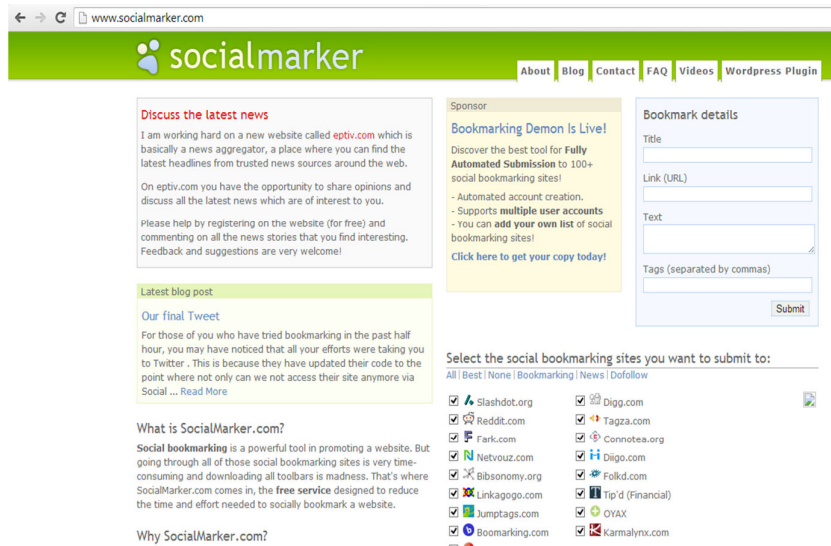 www.socialmarker.com
socialmarker
About
Blog
Contact
FAQ
Videos
Wordpress Plugin
Discuss the latest news
I am working hard on a new website called eptiv.com which is
basically a news aggregator, a place where you can find the
latest headlines from trusted news sources around the web.
On eptiv.com you have the opportunity to share opinions and
discuss all the latest news which are of interest to you.
Please help by registering on the website (for free) and
commenting on all the news stories that you find interesting.
Feedback and suggestions are very welcome!
Latest blog post
Our final Tweet
For those of you who have tried bookmarking in the past half
hour, you may have noticed that all your efforts were taking you
to Twitter . This is because they have updated their code to the
point where not only can we not access their site anymore via
Social ... Read More
What is SocialMarker.com?
Social bookmarking is a powerful tool in promoting a website. But
going through all of those social bookmarking sites is very time-
consuming and downloading all toolbars is madness. That's where
SocialMarker.com comes in, the free service designed to reduce
the time and effort needed to socially bookmark a website.
Why SocialMarker.com?
Sponsor
Bookmarking Demon Is Live!
Discover the best tool for Fully
Automated Submission to 100+
social bookmarking sites!
- Automated account creation.
- Supports multiple user accounts
- You can add your own list of social
bookmarking sites!
Click here to get your copy today!
Bookmark details
Title
Link (URL)
Text
Tags (separated by commas)
Submit
Select the social bookmarking sites you want to submit to:
All | Best | None | Bookmarking | News | Dofollow
Slashdot.org
Reddit.com
Fark.com
Netvouz.com
Bibsonomy.org
Linkagogo.com
Jumptags.com
Boomarking.com
Digg.com
Tagza.com
Connotea.org
Diigo.com
Folkd.com
Tip'd (Financial)
OYAX
Karmalynx.com